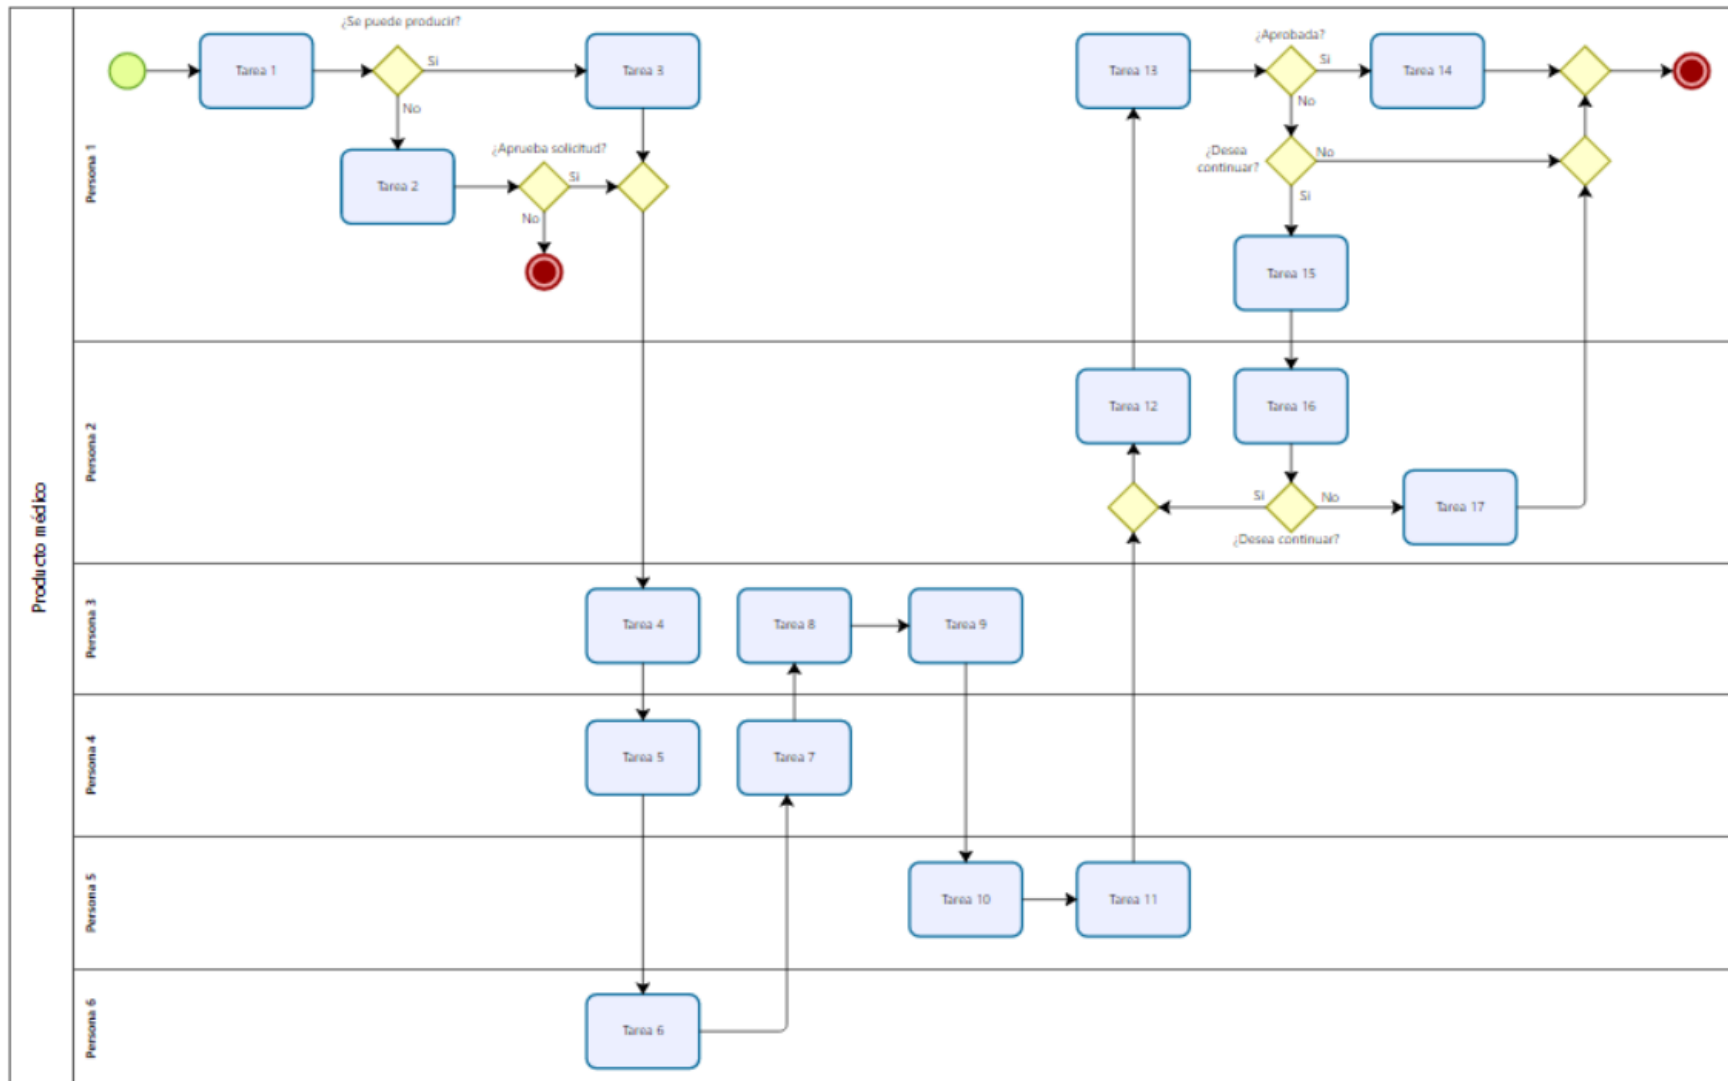 Producto médico
Persona 1
¿Se puede producir?
Tarea 1
Si
No
Tarea 3
Tarea 2
¿Aprueba solicitud?
Si
No
Tarea 13
¿Aprobada?
Si
No
Tarea 14
¿Desea
continuar?
No
Si
Tarea 15
Persona 2
Tarea 12
Tarea 16
Si
No
¿Desea continuar?
Tarea 17
Persona 3
Tarea 4
Tarea 8
Tarea 9
Persona 4
Tarea 5
Tarea 7
Persona 5
Tarea 10
Tarea 11
Persona 6
Tarea 6